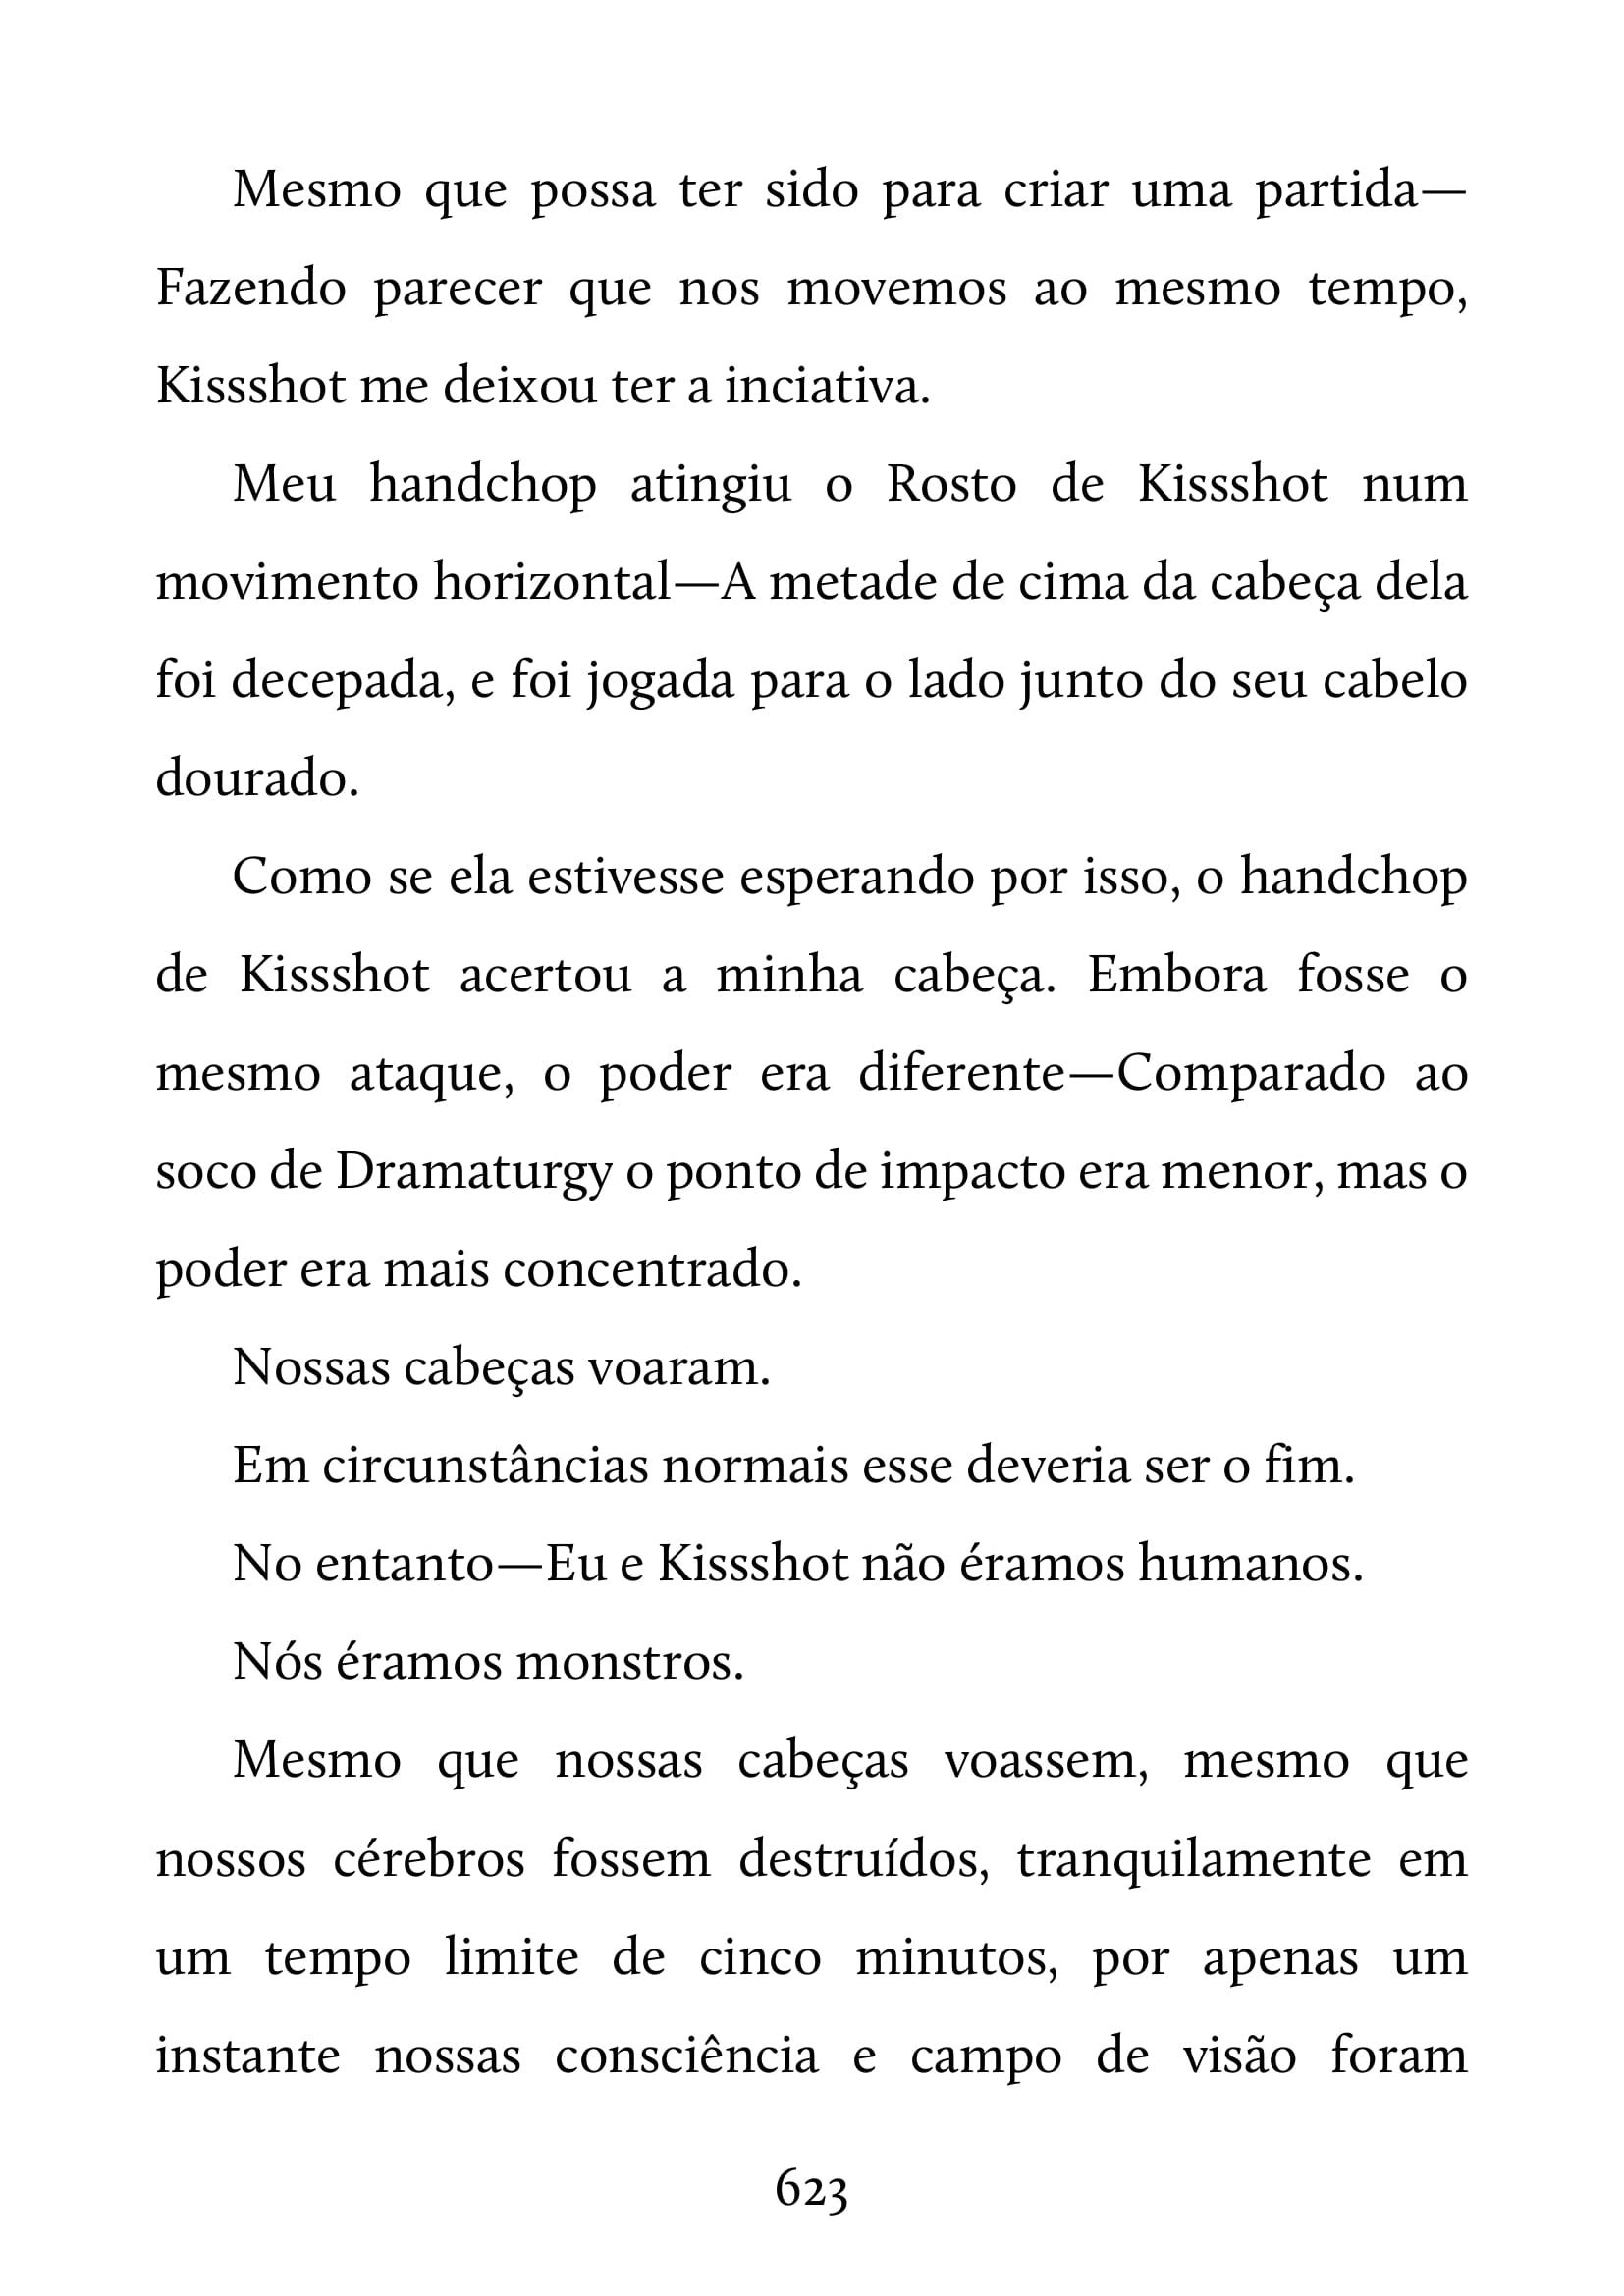 Mesmo que possa ter sido para criar uma partida—
Fazendo parecer que nos movemos ao mesmo tempo,
Kissshot me deixou ter a inciativa.
Meu handchop atingiu o Rosto de Kissshot num
movimento horizontal—A metade de cima da cabeça dela
foi decepada, e foi jogada para o lado junto do seu cabelo
dourado.
Como se ela estivesse esperando por isso, o handchop
de Kissshot acertou a minha cabeça. Embora fosse o
mesmo ataque, o poder era diferente—Comparado ao
soco de Dramaturgy o ponto de impacto era menor, mas o
poder era mais concentrado.
Nossas cabeças voaram.
Em circunstâncias normais esse deveria ser o fim.
No entanto—Eu e Kissshot não éramos humanos.
Nós éramos monstros.
Mesmo que nossas cabeças voassem, mesmo que
nossos cérebros fossem destruídos, tranquilamente em
um tempo limite de cinco minutos, por apenas um
instante nossas consciência e campo de visão foram
623